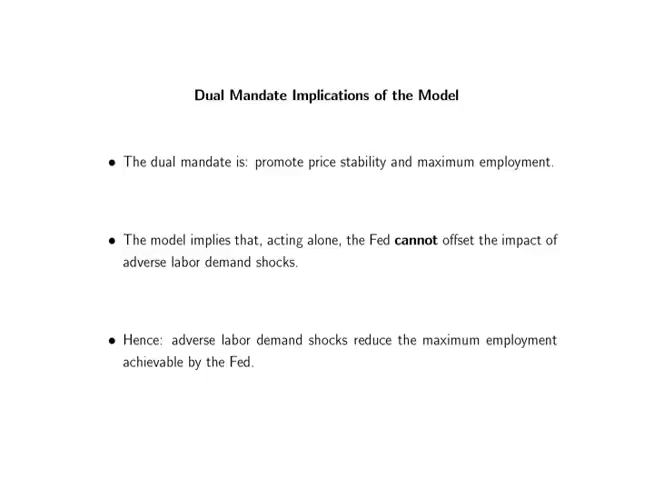 Dual Mandate Implications of the Model
• The dual mandate is: promote price stability and maximum employment.
• The model implies that, acting alone, the Fed cannot offset the impact of
adverse labor demand shocks.
• Hence: adverse labor demand shocks reduce the maximum employment
achievable by the Fed.